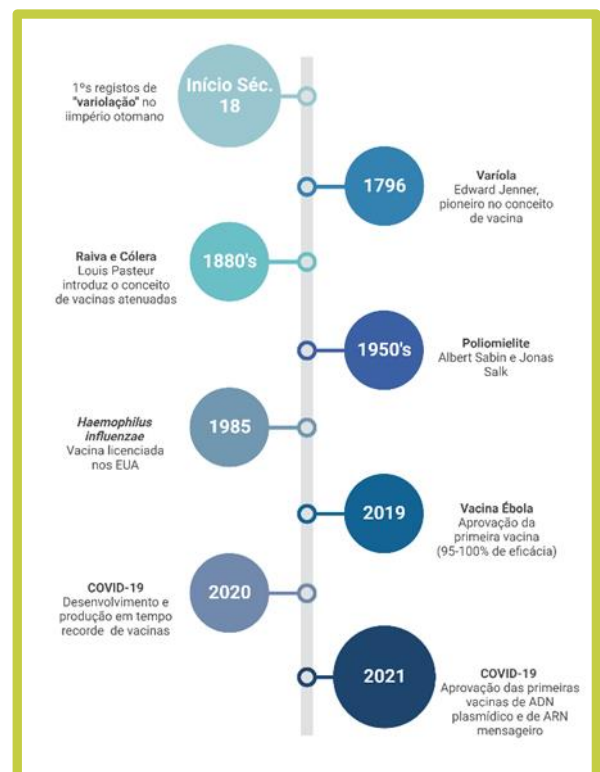 Início Séc.
18
1ºs registos de
"variolação" no
iimpério otomano
1796
Varíola
Edward Jenner,
pioneiro no conceito
de vacina
1880's
Raiva e Cólera
Louis Pasteur
introduz o conceito
de vacinas atenuadas
1950's
Poliomielite
Albert Sabin e Jonas
Salk
1985
Haemophilus
influenzae
Vacina licenciada
nos EUA
2019
Vacina Ébola
Aprovação da
primeira vacina
(95-100% de eficácia)
2020
COVID-19
Desenvolvimento e
produção em tempo
recorde de vacinas
2021
COVID-19
Aprovação das primeiras
vacinas de ADN
plasmídico e de ARN
mensageiro